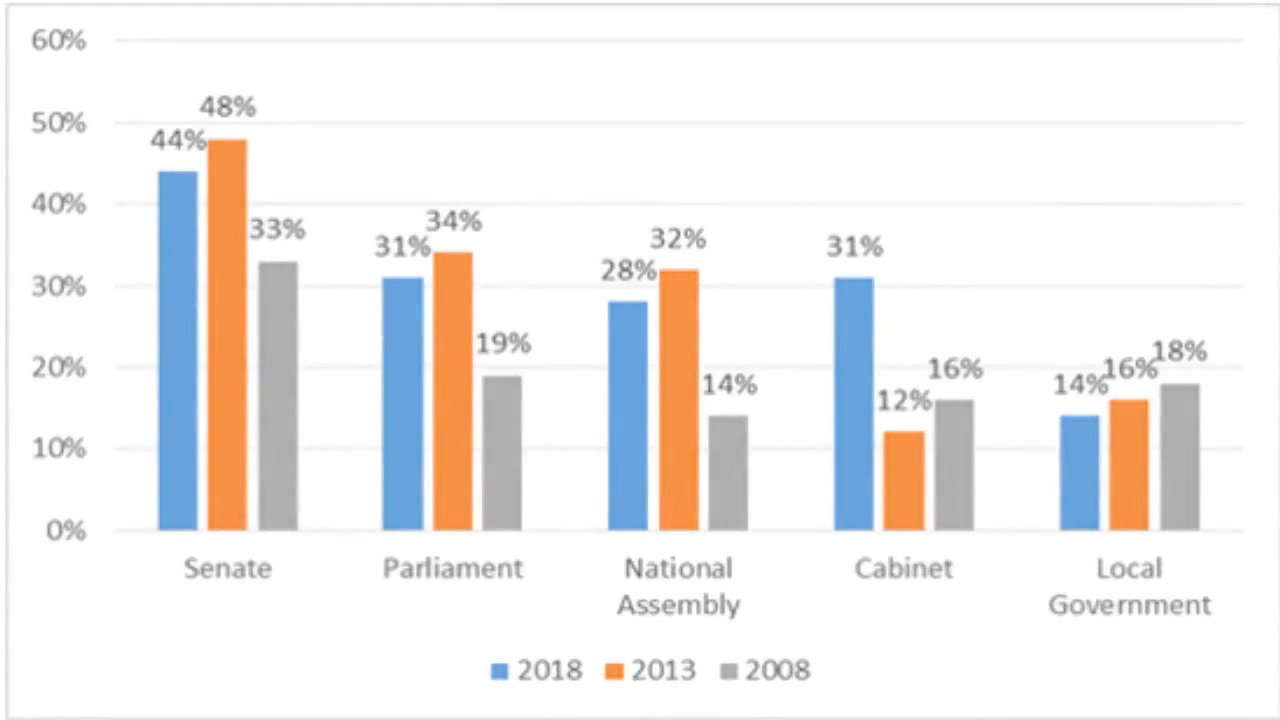 60%
50%
40%
30%
20%
10%
0%
44% 48% 33%
31% 34% 19%
28% 32% 14%
31% 12% 16%
14% 16% 18%
Senate Parliament National Cabinet Local
Assembly Government
2018 2013 2008